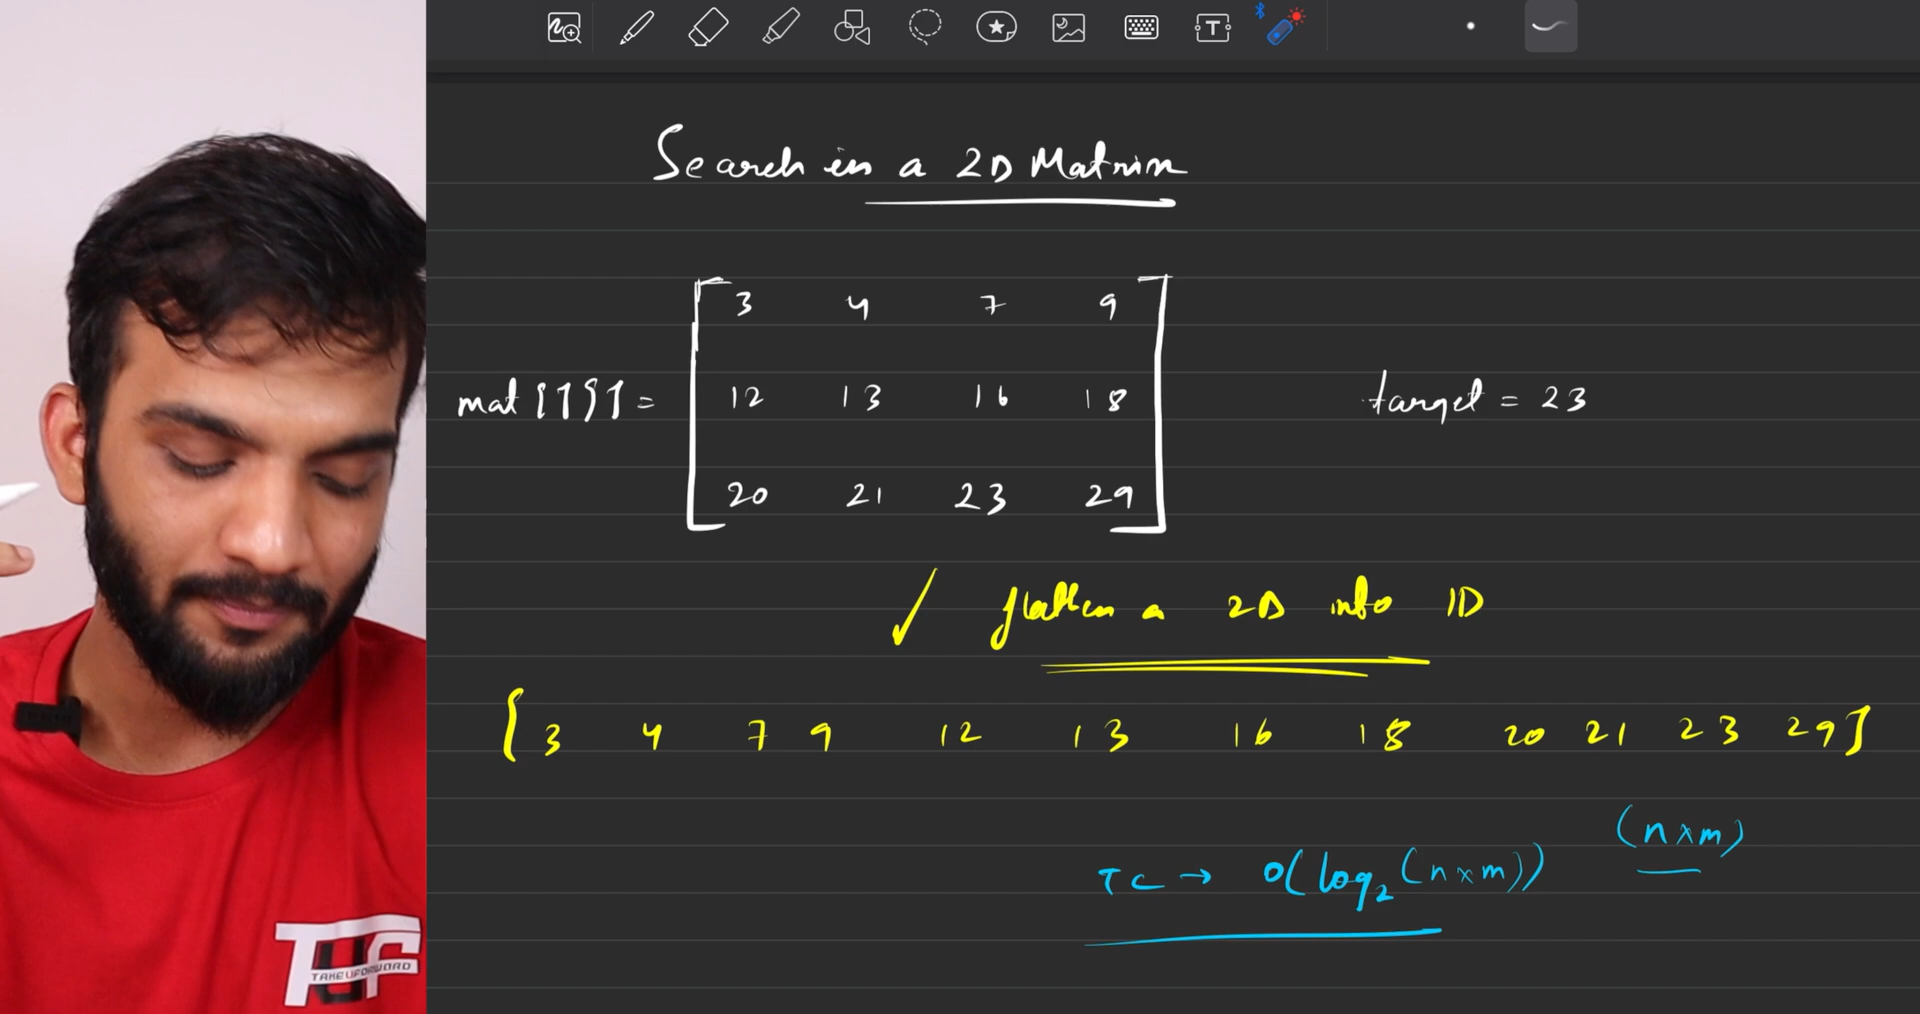 Search in a 2D Matrix
3 4 7 9
mat[][] = 12 13 16 18 target = 23
20 21 23 29
✓ flatten a 2D into 1D
[3 4 7 9 12 13 16 18 20 21 23 29]
(n x m)
TC → O(log₂(n x m))
TUF
TAKEUFORWARD
T